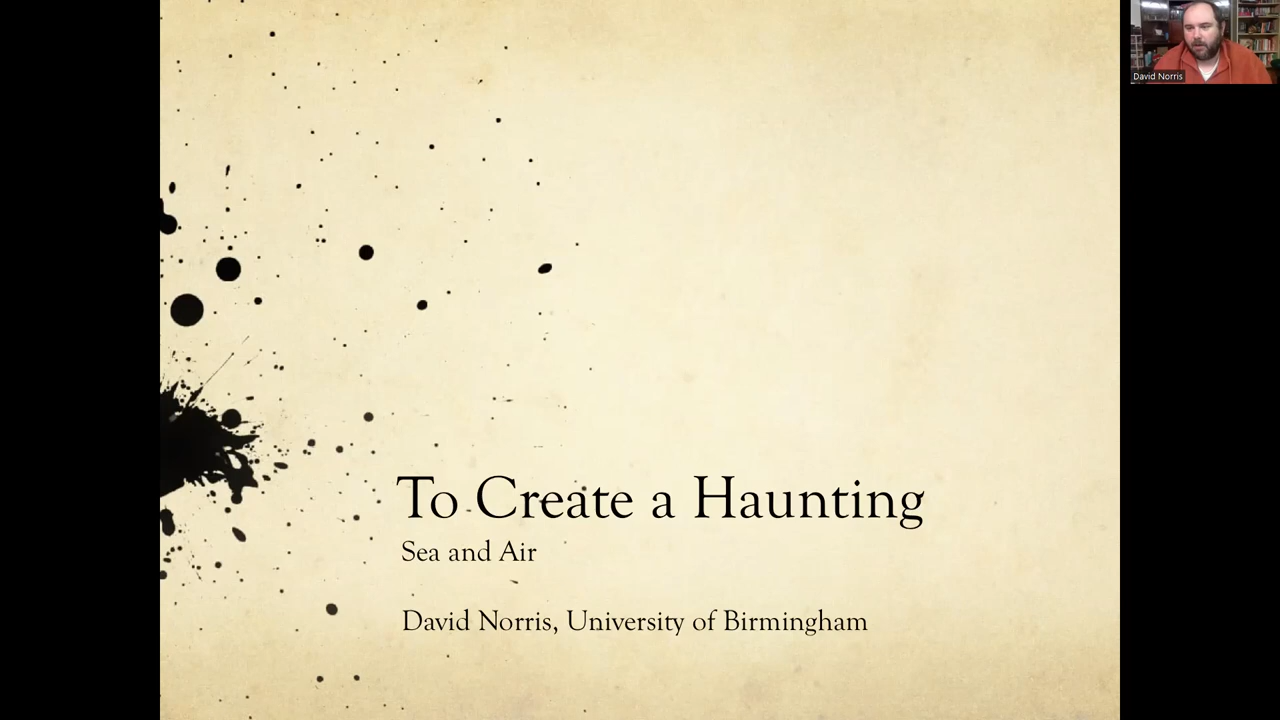 David Norris
To Create a Haunting
Sea and Air
David Norris, University of Birmingham